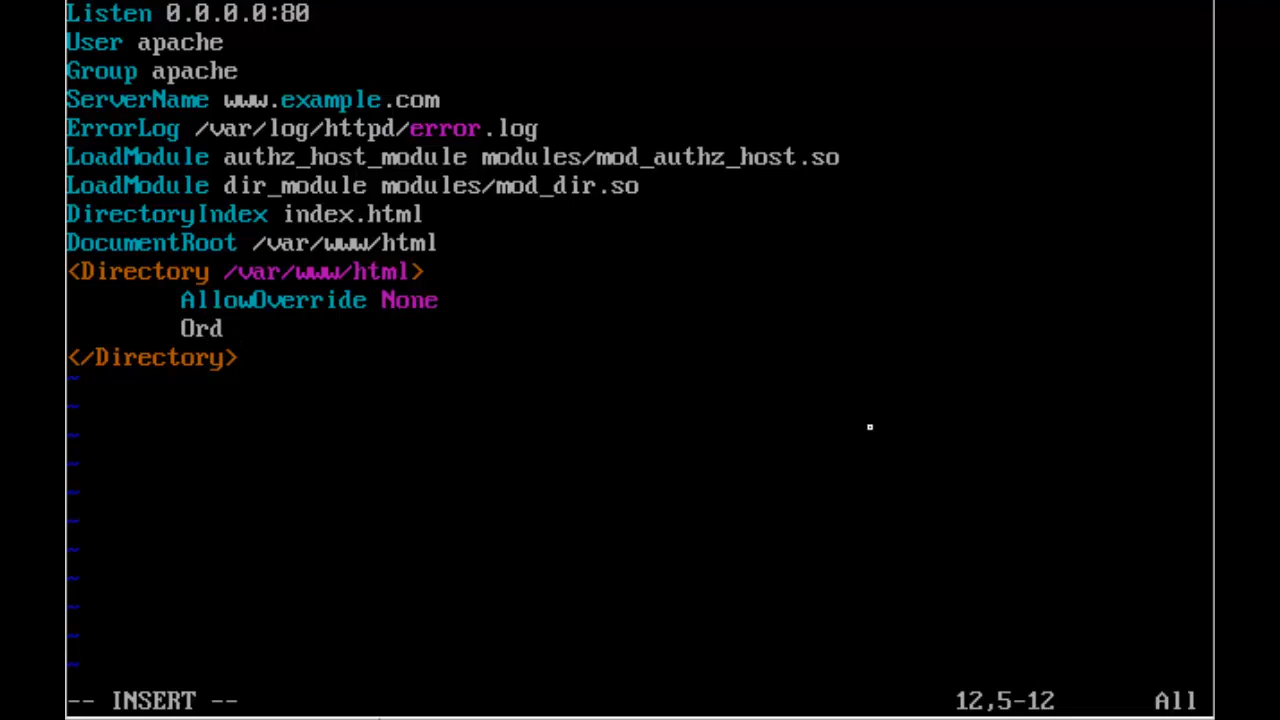 Listen 0.0.0.0:80
User apache
Group apache
ServerName www.example.com
ErrorLog /var/log/httpd/error.log
LoadModule authz_host_module modules/mod_authz_host.so
LoadModule dir_module modules/mod_dir.so
DirectoryIndex index.html
DocumentRoot /var/www/html
<Directory /var/www/html>
        AllowOverride None
        Ord
</Directory>
~
~
~
~
~
~
~
~
~
~
~
-- INSERT -- 12,5-12 All